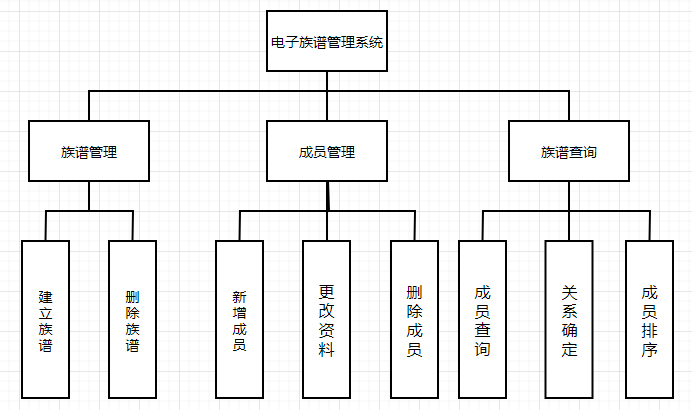 电子族谱管理系统
族谱管理
成员管理
族谱查询
建立族谱
删除族谱
新增成员
更改资料
删除成员
成员查询
关系确定
成员排序